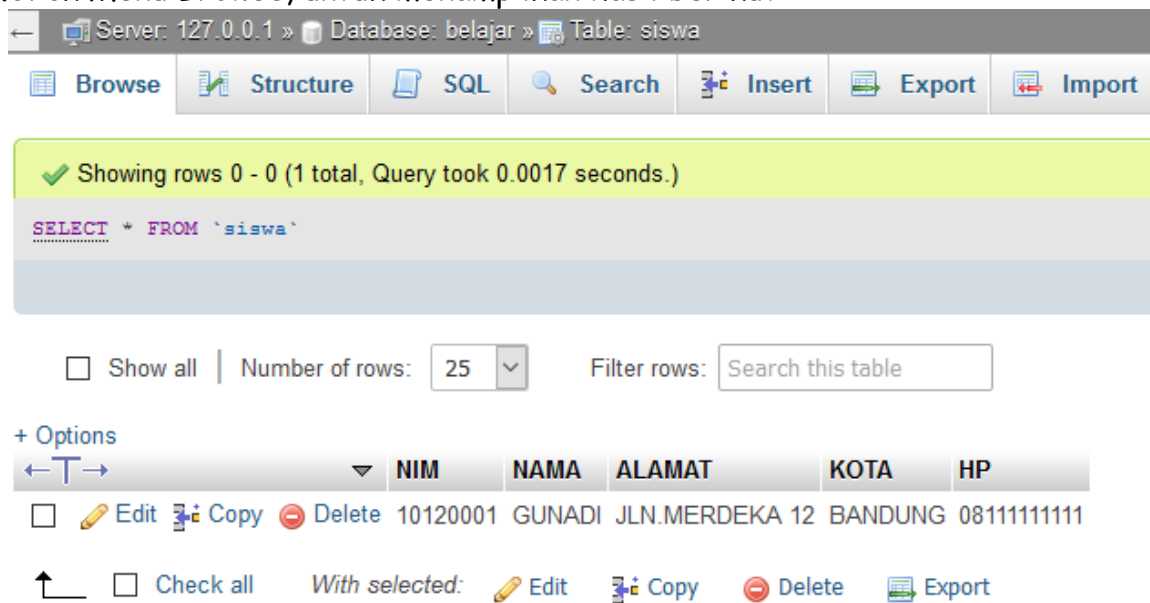 Server: 127.0.0.1 » Database: belajar » Table: siswa
Browse Structure SQL Search Insert Export Import
Showing rows 0 - 0 (1 total, Query took 0.0017 seconds.)
SELECT * FROM `siswa`
Show all Number of rows: 25 Filter rows: Search this table
+ Options
←T→ NIM NAMA ALAMAT KOTA HP
Edit Copy Delete 10120001 GUNADI JLN.MERDEKA 12 BANDUNG 08111111111
Check all With selected: Edit Copy Delete Export